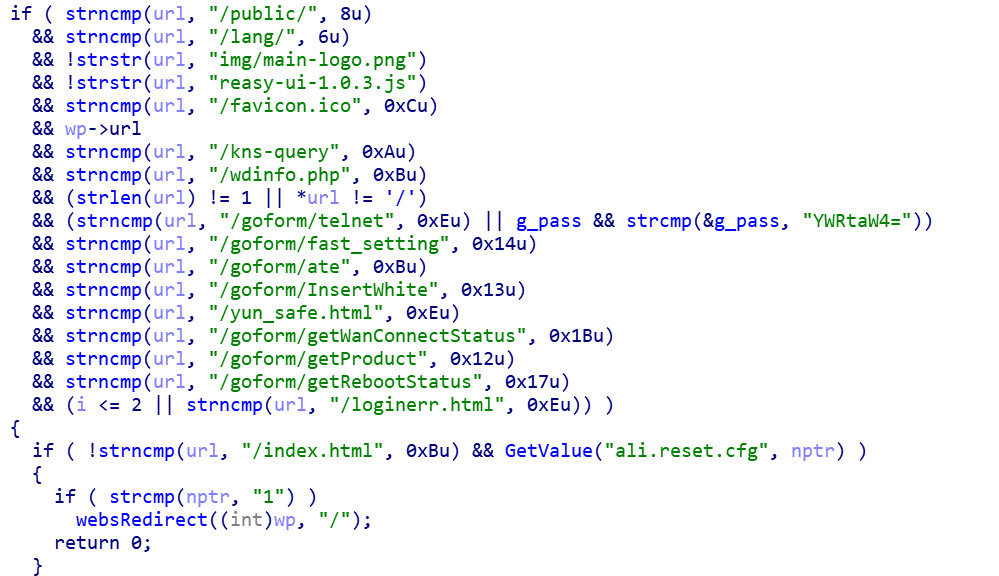 if ( strncmp(url, "/public/", 8u)
&& strncmp(url, "/lang/", 6u)
&& !strstr(url, "img/main-logo.png")
&& !strstr(url, "reasy-ui-1.0.3.js")
&& strncmp(url, "/favicon.ico", 0xCu)
&& wp->url
&& strncmp(url, "/kns-query", 0xAu)
&& strncmp(url, "/wdinfo.php", 0xBu)
&& (strlen(url) != 1 || *url != '/')
&& (strncmp(url, "/goform/telnet", 0xEu) || g_pass && strcmp(&g_pass, "YWRtaW4="))
&& strncmp(url, "/goform/fast_setting", 0x14u)
&& strncmp(url, "/goform/ate", 0xBu)
&& strncmp(url, "/goform/InsertWhite", 0x13u)
&& strncmp(url, "/yun_safe.html", 0xEu)
&& strncmp(url, "/goform/getWanConnectStatus", 0x1Bu)
&& strncmp(url, "/goform/getProduct", 0x12u)
&& strncmp(url, "/goform/getRebootStatus", 0x17u)
&& (i <= 2 || strncmp(url, "/loginerr.html", 0xEu)) )
{
if ( !strncmp(url, "/index.html", 0xBu) && GetValue("ali.reset.cfg", nptr) )
{
if ( strcmp(nptr, "1") )
websRedirect((int)wp, "/");
return 0;
}